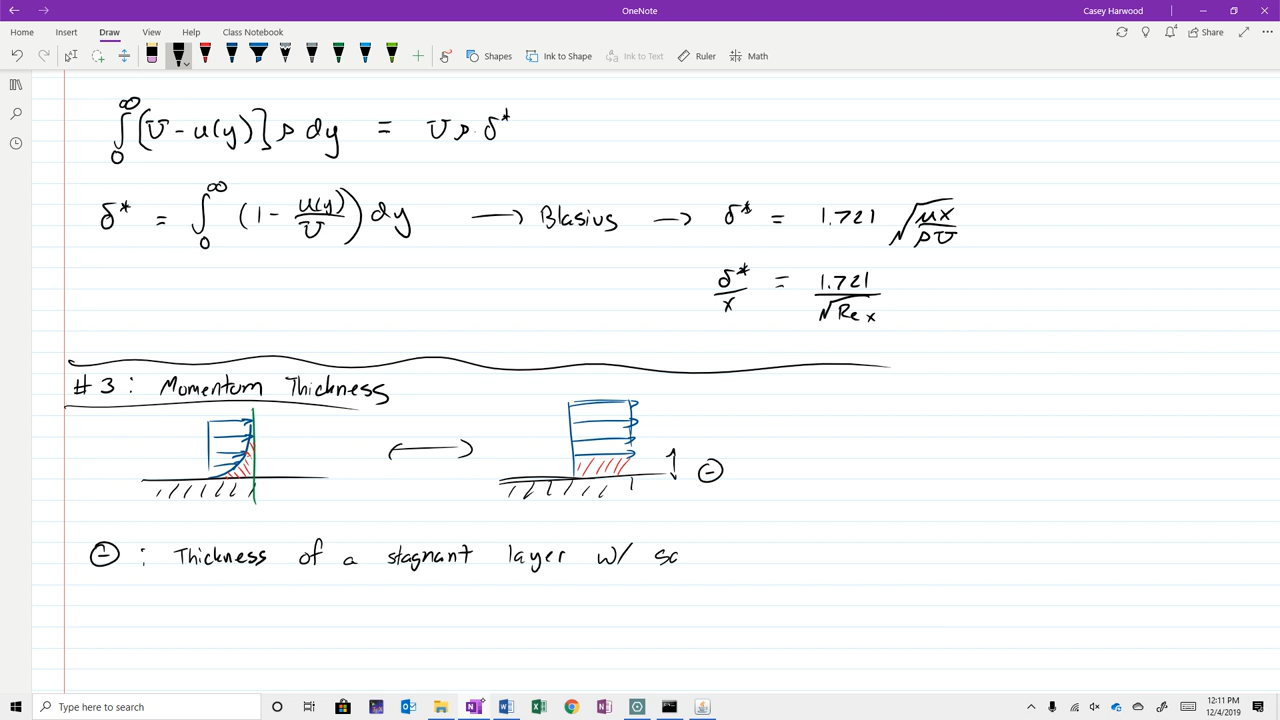 OneNote
Casey Harwood
Home Insert Draw View Help Class Notebook
Share
Shapes Ink to Shape Ink to Text Ruler Math
∫₀^∞ [U - u(y)] ρ dy = U ρ · δ*
δ* = ∫₀^∞ (1 - u(y)/U) dy → Blasius → δ* = 1.721 √(μx/ρU)
δ*/x = 1.721/√Re x
#3: Momentum Thickness
Θ
Θ : Thickness of a stagnant layer w/ sa
Type here to search
12:11 PM
12/4/2019